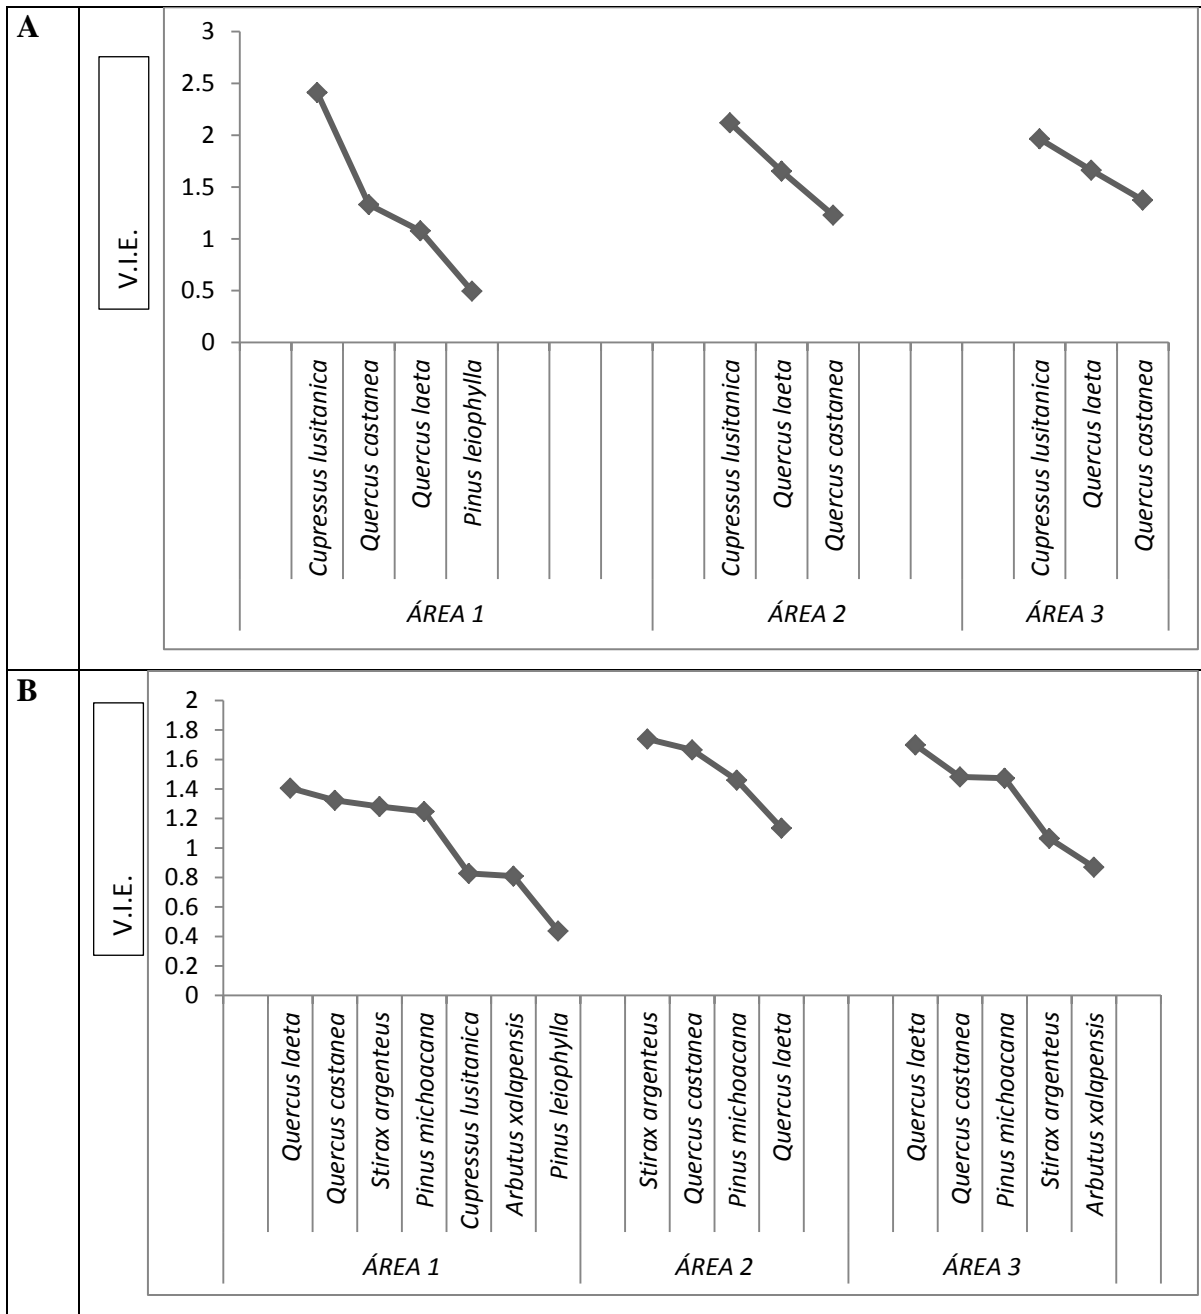 A
V.I.E.
3
2.5
2
1.5
1
0.5
0
Cupressus lusitanica
Quercus castanea
Quercus laeta
Pinus leiophylla
Cupressus lusitanica
Quercus laeta
Quercus castanea
Cupressus lusitanica
Quercus laeta
Quercus castanea
ÁREA 1
ÁREA 2
ÁREA 3
B
V.I.E.
2
1.8
1.6
1.4
1.2
1
0.8
0.6
0.4
0.2
0
Quercus laeta
Quercus castanea
Stirax argenteus
Pinus michoacana
Cupressus lusitanica
Arbutus xalapensis
Pinus leiophylla
Stirax argenteus
Quercus castanea
Pinus michoacana
Quercus laeta
Quercus laeta
Quercus castanea
Pinus michoacana
Stirax argenteus
Arbutus xalapensis
ÁREA 1
ÁREA 2
ÁREA 3